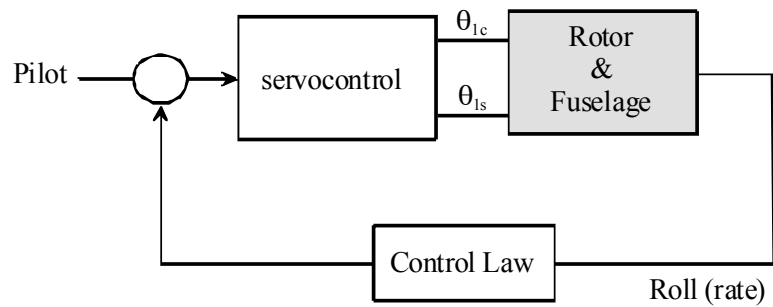 Pilot
servocontrol
θ1c
θ1s
Rotor
&
Fuselage
Control Law
Roll (rate)